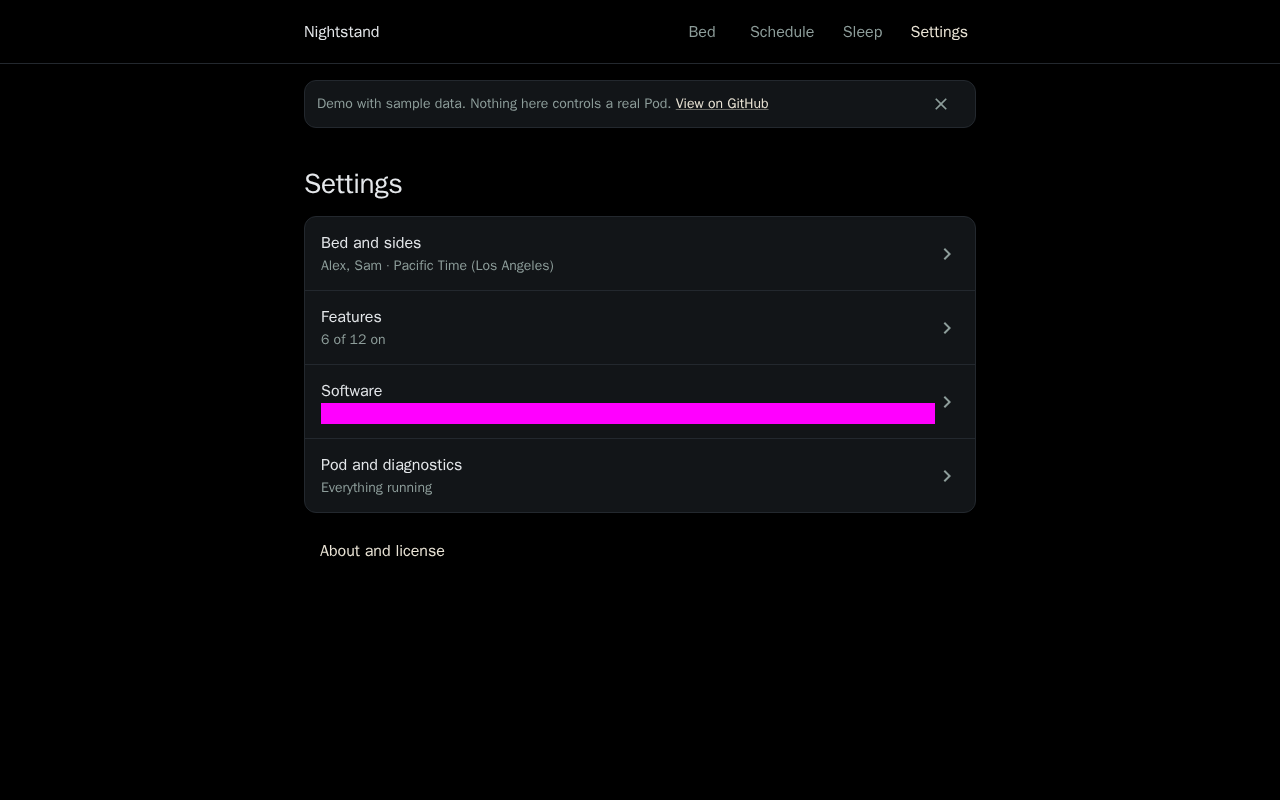 Nightstand
Bed
Schedule
Sleep
Settings
Demo with sample data. Nothing here controls a real Pod. View on GitHub
Settings
Bed and sides
Alex, Sam · Pacific Time (Los Angeles)
Features
6 of 12 on
Software
Pod and diagnostics
Everything running
About and license